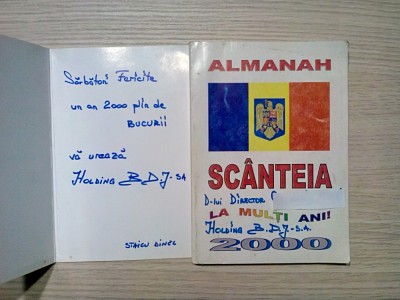 Sărbători Fericite
un an 2000 plin de
BUCURII
vă urează
HOLDING B.D.J-SA
STAICU DINEL
ALMANAH
SCÂNTEIA
D-lui Director
LA MULȚI ANI!
HOLDING B.D.J-S.A.
2000